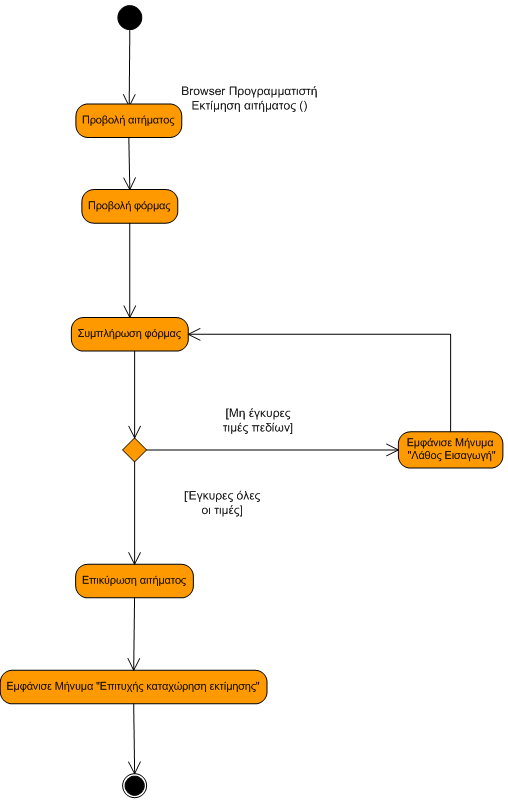 Browser Προγραμματιστή
Εκτίμηση αιτήματος ()
Προβολή αιτήματος
Προβολή φόρμας
Συμπλήρωση φόρμας
[Μη έγκυρες
τιμές πεδίων]
Εμφάνισε Μήνυμα
"Λάθος Εισαγωγή"
[Έγκυρες όλες
οι τιμές]
Επικύρωση αιτήματος
Εμφάνισε Μήνυμα "Επιτυχής καταχώρηση εκτίμησης"